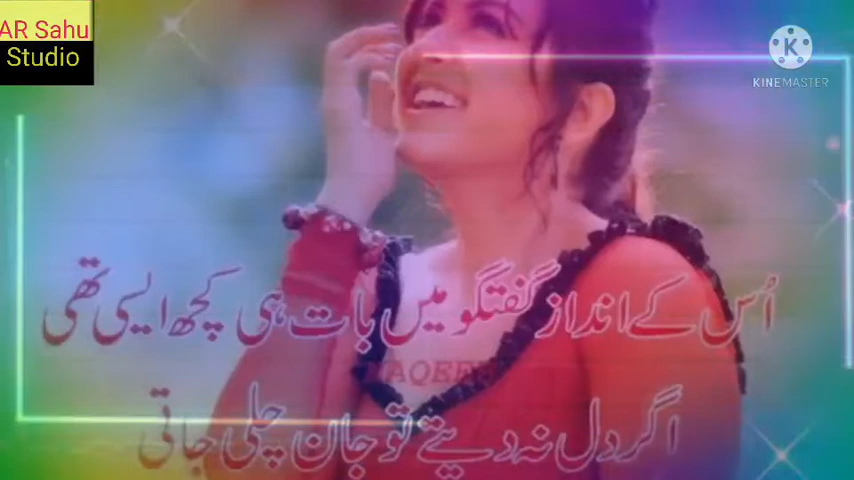 AR Sahu
Studio
KINEMASTER
اُس کے انداز گفتگو میں بات ہی کچھ ایسی تھی
اگر دل نہ دیتے تو جان چلی جاتی